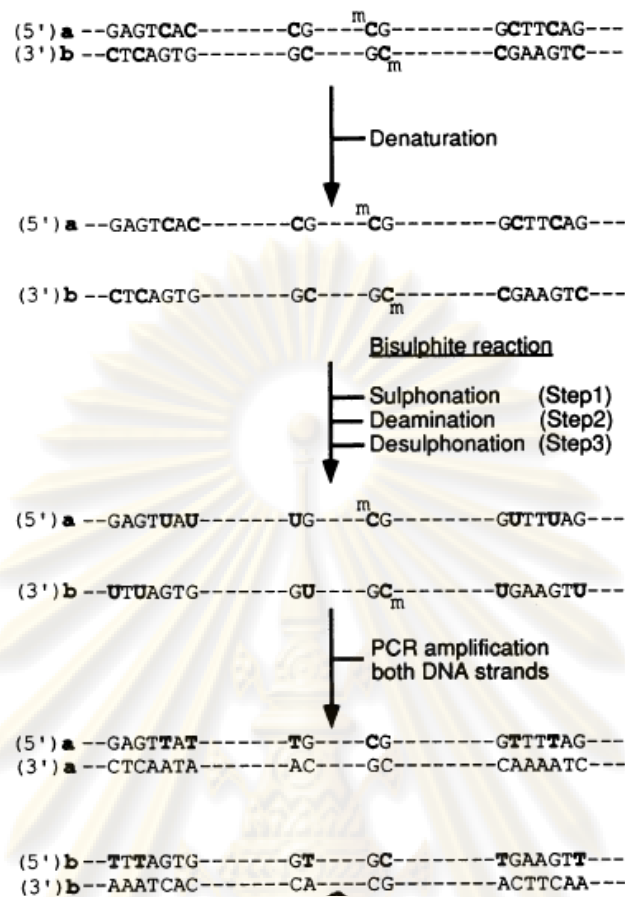 (5')a --GAGTCAC--------CG----ᵐCG--------GCTTCAG---
(3')b --CTCAGTG--------GC----GCₘ--------CGAAGTC---
Denaturation
(5')a --GAGTCAC--------CG----ᵐCG--------GCTTCAG---
(3')b --CTCAGTG--------GC----GCₘ--------CGAAGTC---
Bisulphite reaction
Sulphonation (Step1)
Deamination (Step2)
Desulphonation (Step3)
(5')a --GAGTUAU--------UG----ᵐCG--------GUTTUAG---
(3')b --UTUAGTG--------GU----GCₘ--------UGAAGTU---
PCR amplification
both DNA strands
(5')a --GAGTTAT--------TG----CG---------GTTTTAG---
(3')a --CTCAATA--------AC----GC---------CAAAATC---
(5')b --TTTAGTG--------GT----GC---------TGAAGTT---
(3')b --AAATCAC--------CA----CG---------ACTTCAA---